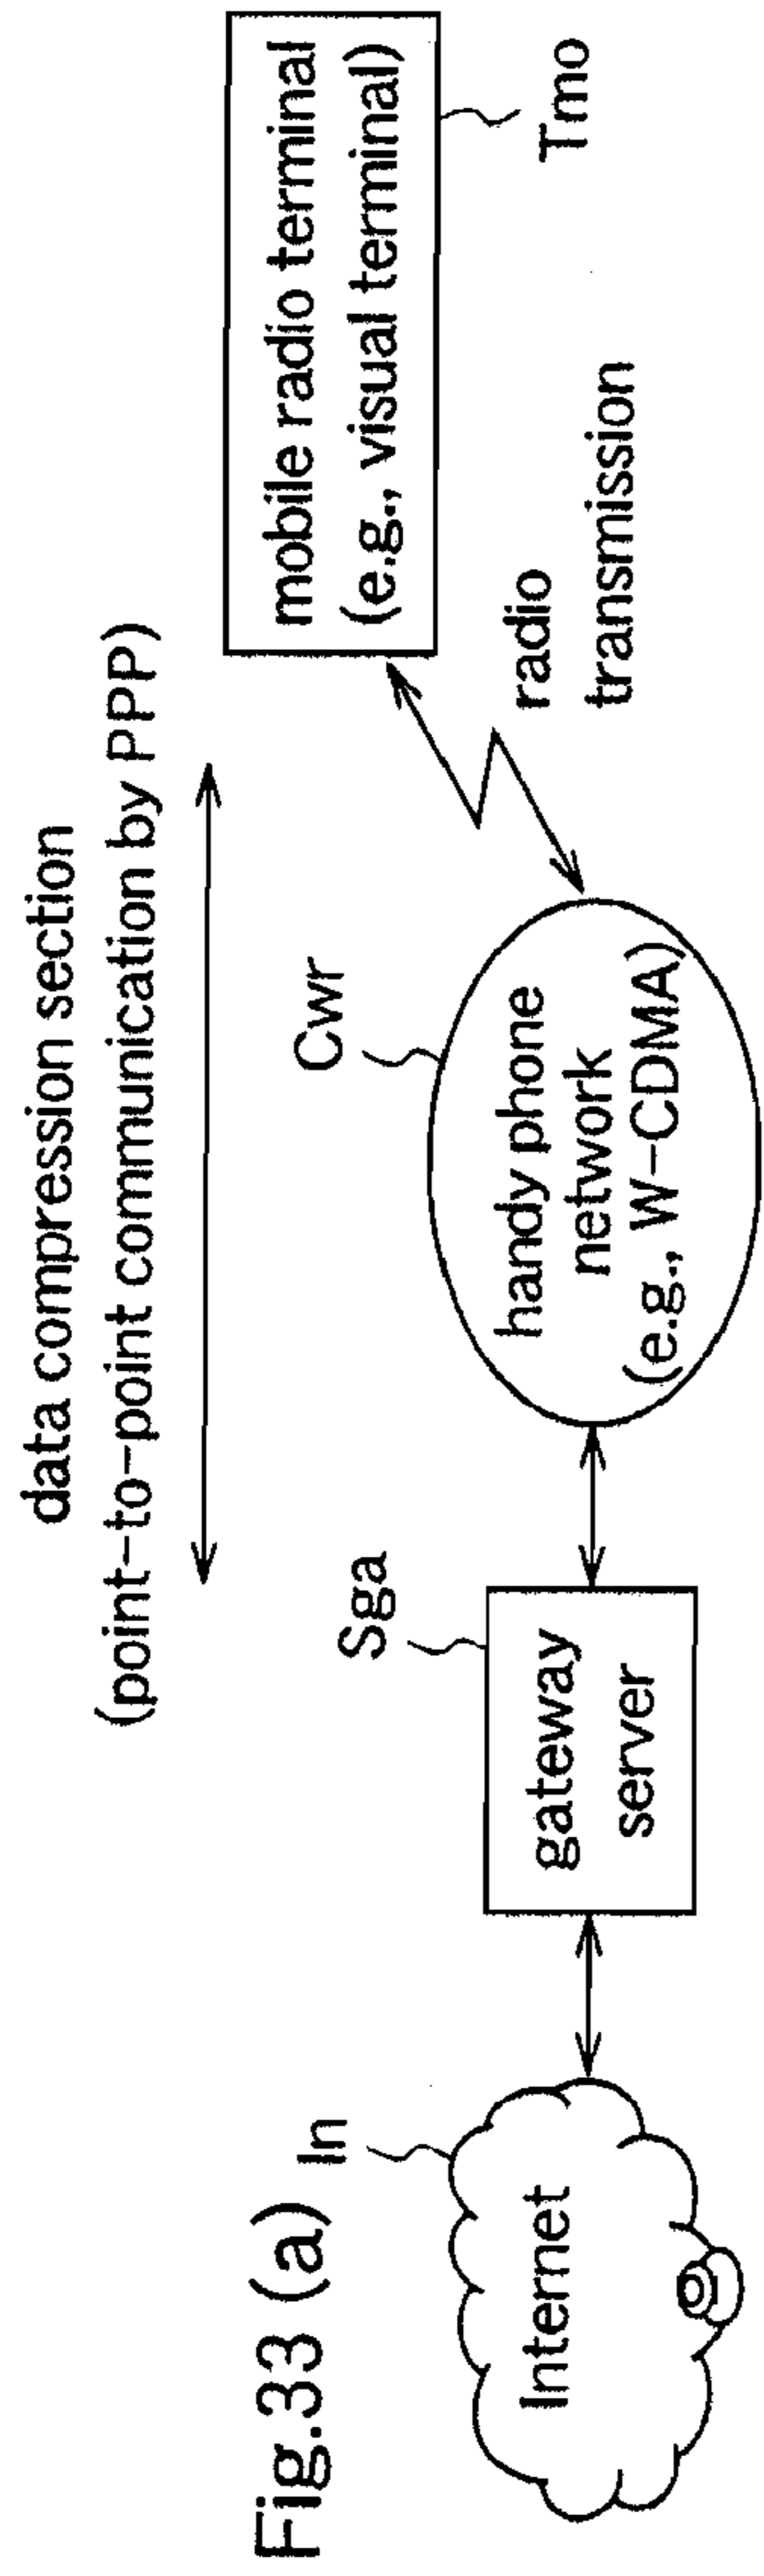 Fig.33 (a)
data compression section
(point-to-point communication by PPP)
In
Internet
Sga
gateway
server
Cwr
handy phone
network
(e.g., W-CDMA)
radio
transmission
mobile radio terminal
(e.g., visual terminal)
Tmo